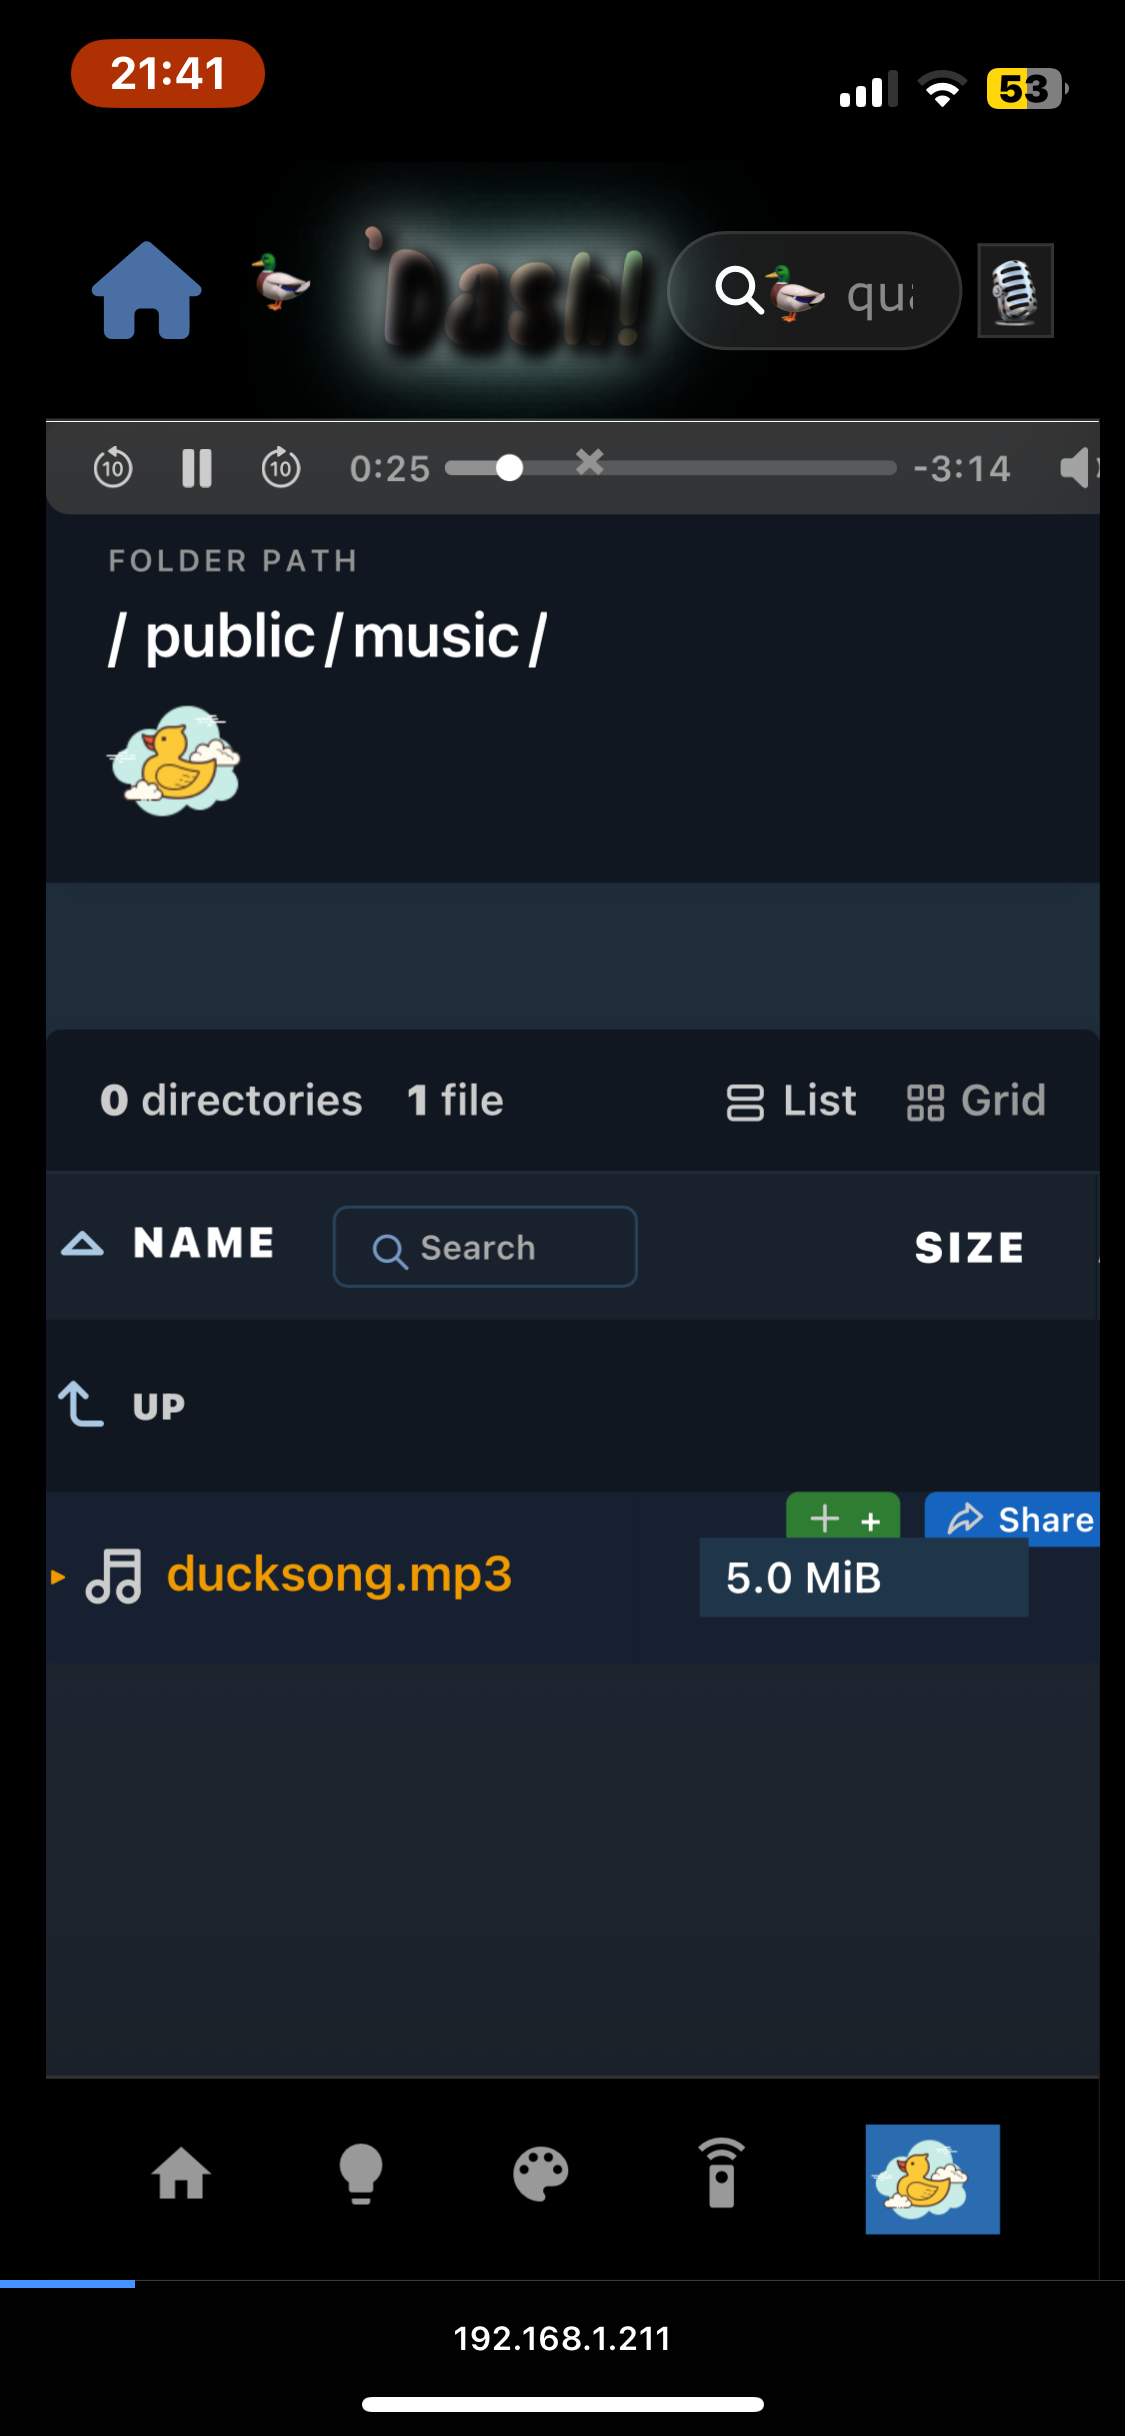 21:41
53
'Dash!
10
10
0:25
-3:14
FOLDER PATH
/ public/music/
0 directories 1 file
List
Grid
NAME
Search
SIZE
UP
+ Share
ducksong.mp3
5.0 MiB
192.168.1.211